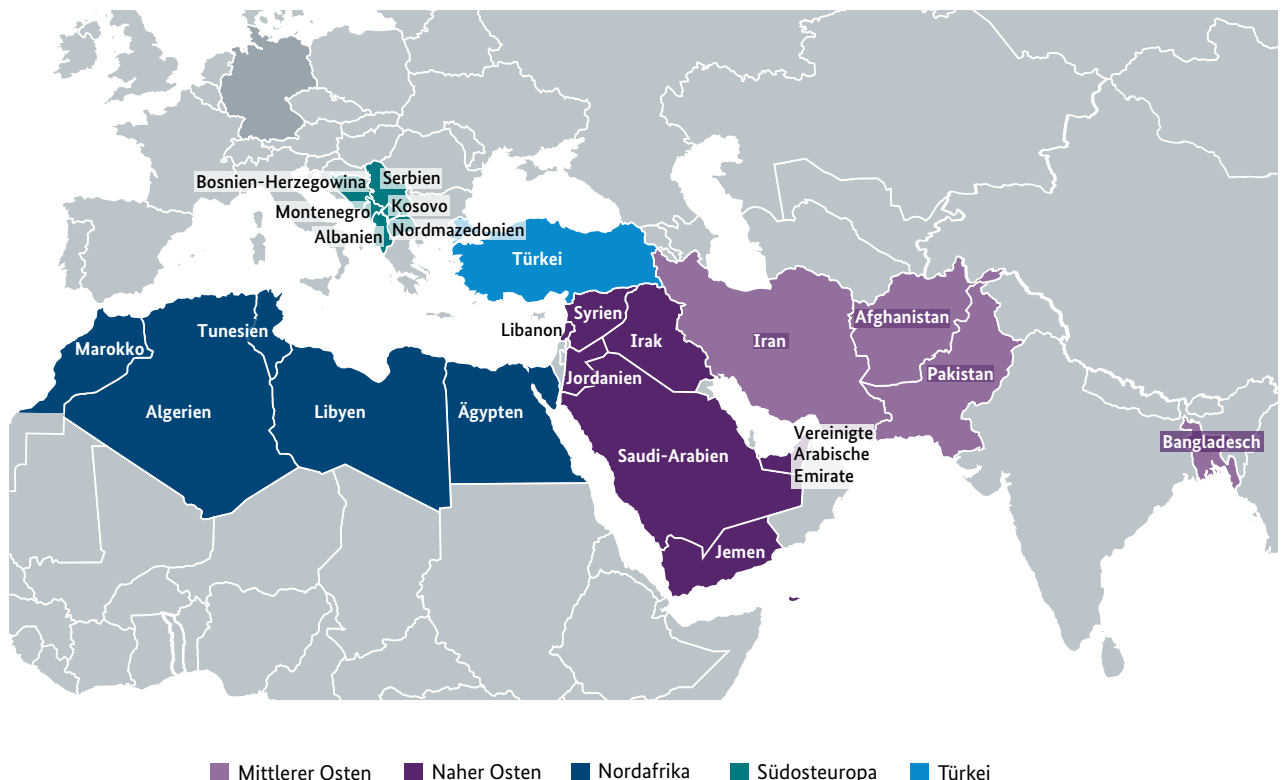 Bosnien-Herzegowina
Serbien
Montenegro
Kosovo
Albanien
Nordmazedonien
Türkei
Marokko
Tunesien
Algerien
Libyen
Ägypten
Libanon
Syrien
Irak
Jordanien
Iran
Afghanistan
Pakistan
Saudi-Arabien
Vereinigte
Arabische
Emirate
Jemen
Bangladesch
Mittlerer Osten
Naher Osten
Nordafrika
Südosteuropa
Türkei